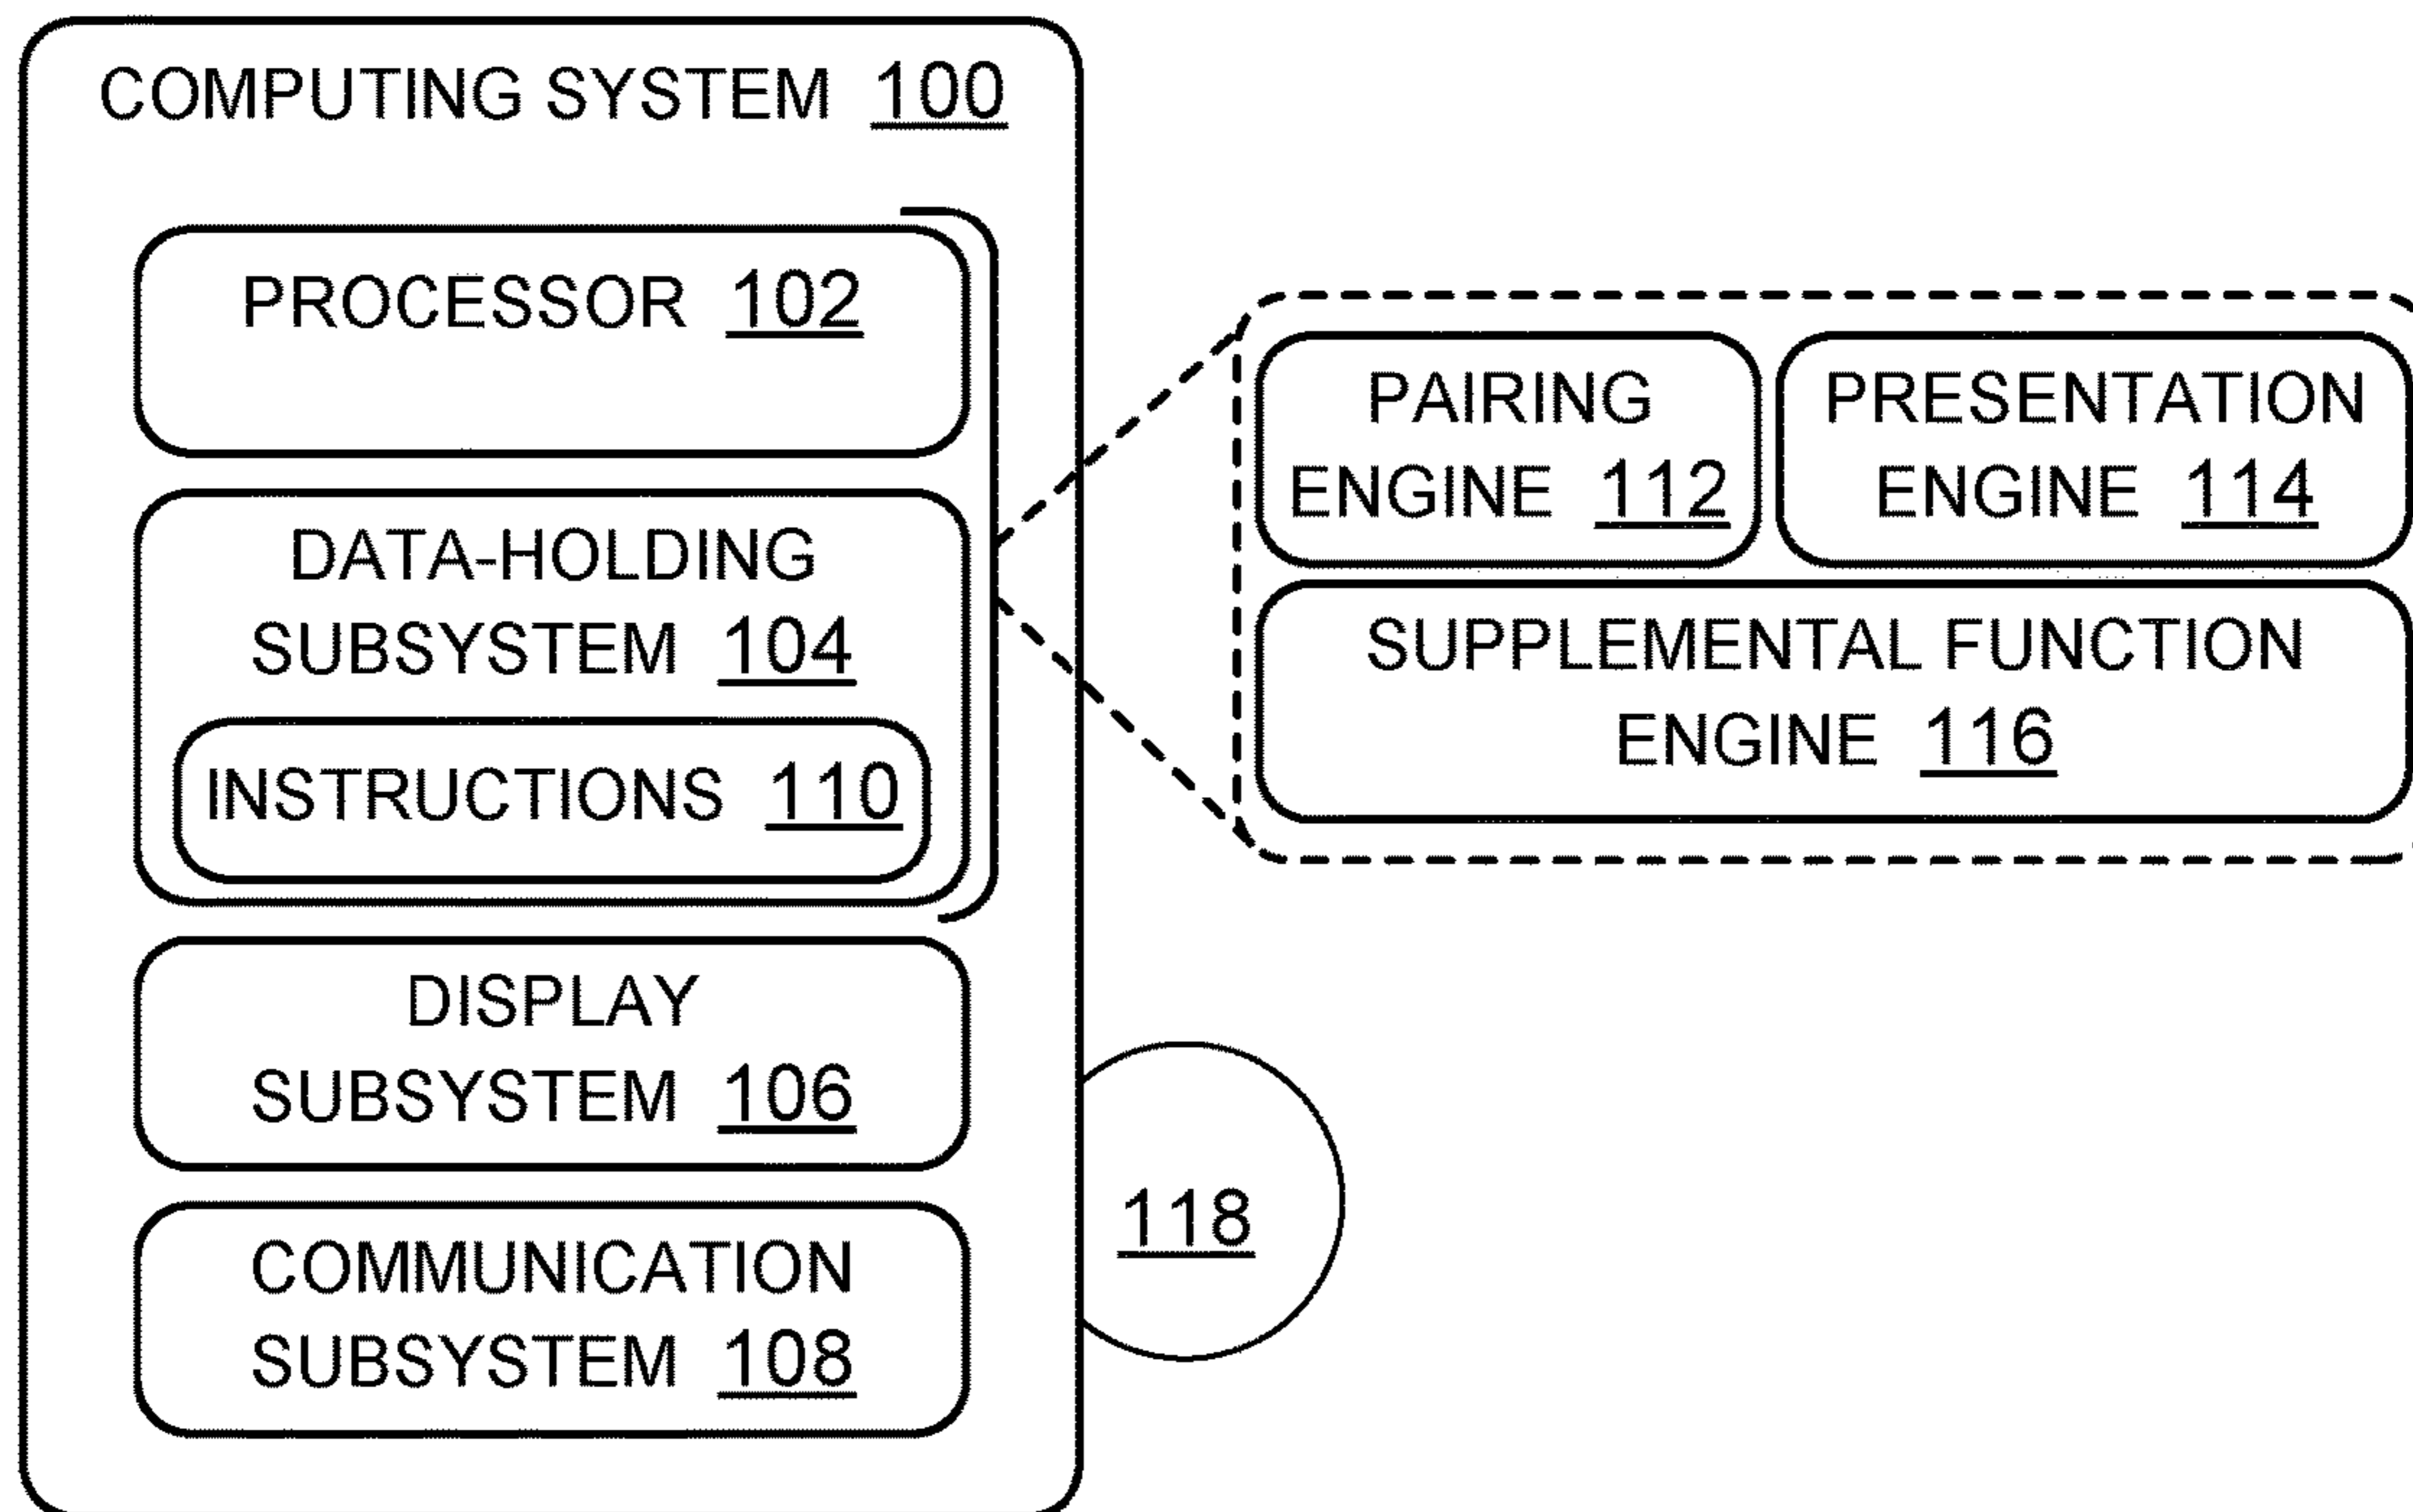 COMPUTING SYSTEM 100
PROCESSOR 102
DATA-HOLDING
SUBSYSTEM 104
INSTRUCTIONS 110
DISPLAY
SUBSYSTEM 106
COMMUNICATION
SUBSYSTEM 108
PAIRING
ENGINE 112
PRESENTATION
ENGINE 114
SUPPLEMENTAL FUNCTION
ENGINE 116
118